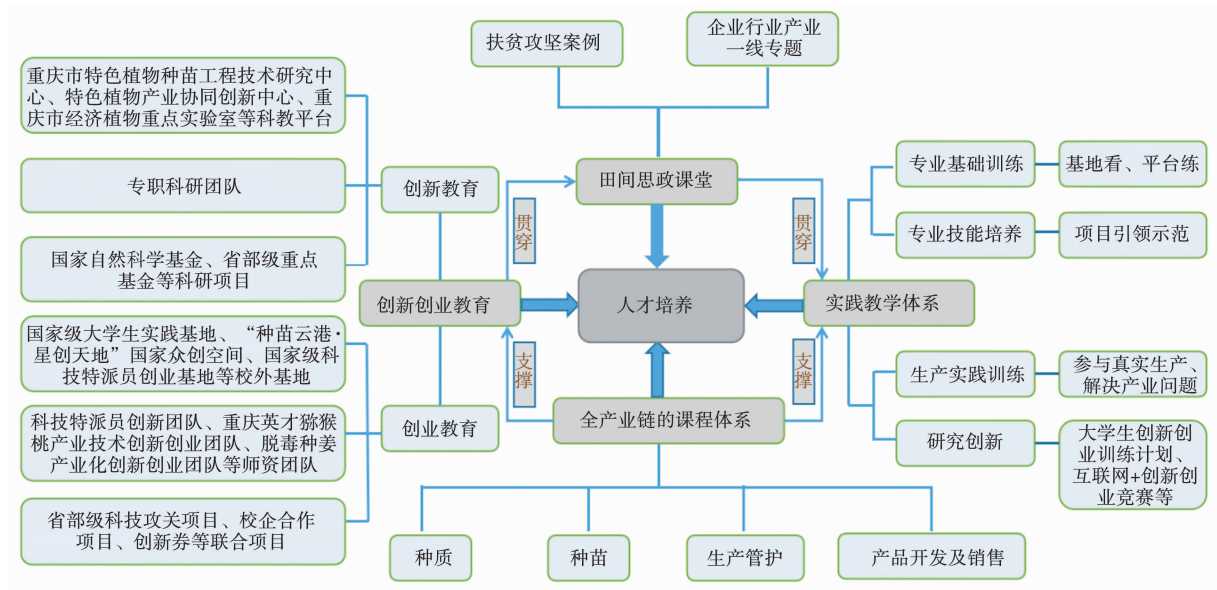 扶贫攻坚案例
企业行业产业
一线专题
重庆市特色植物种苗工程技术研究中
心、特色植物产业协同创新中心、重
庆市经济植物重点实验室等科教平台
专职科研团队
国家自然科学基金、省部级重点
基金等科研项目
创新教育
田间思政课堂
贯穿
贯穿
专业基础训练
基地看、平台练
专业技能培养
项目引领示范
创新创业教育
人才培养
实践教学体系
国家级大学生实践基地、“种苗云港·
星创天地”国家众创空间、国家级科
技特派员创业基地等校外基地
科技特派员创新团队、重庆英才猕猴
桃产业技术创新创业团队、脱毒种姜
产业化创新创业团队等师资团队
省部级科技攻关项目、校企合作
项目、创新券等联合项目
创业教育
支撑
支撑
全产业链的课程体系
生产实践训练
参与真实生产、
解决产业问题
研究创新
大学生创新创
业训练计划、
互联网+创新创
业竞赛等
种质
种苗
生产管护
产品开发及销售